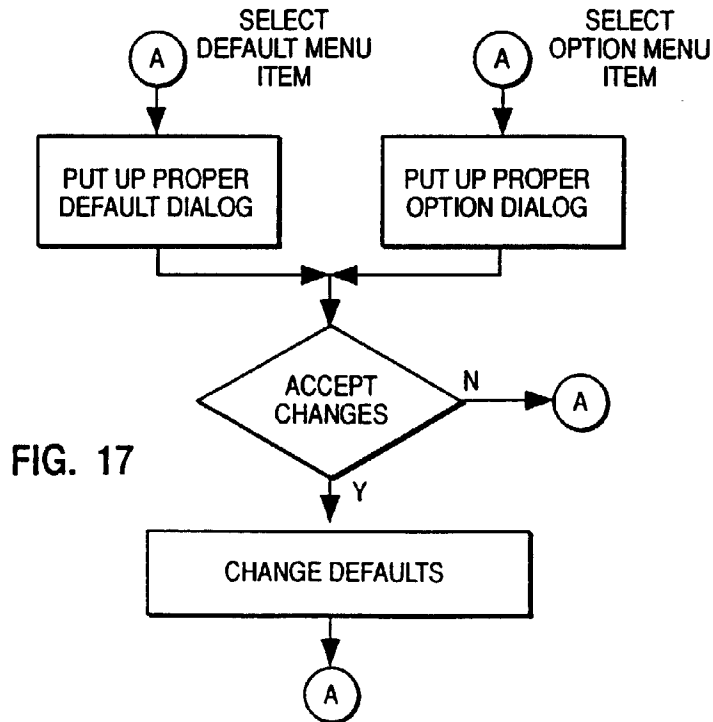 SELECT
DEFAULT MENU
ITEM
A
SELECT
OPTION MENU
ITEM
A
PUT UP PROPER
DEFAULT DIALOG
PUT UP PROPER
OPTION DIALOG
ACCEPT
CHANGES
N
A
FIG. 17
Y
CHANGE DEFAULTS
A